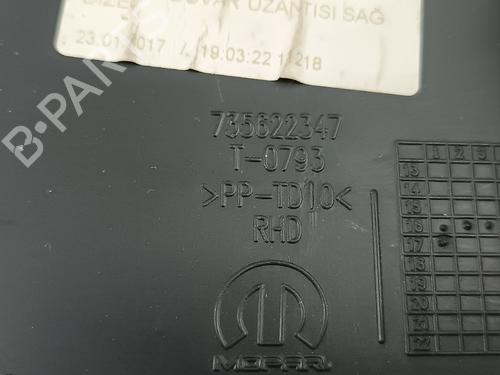 DUVAR UZANTISI SAĞ
23.01.2017 / 19:03:22 11218
735622347
T-0793
>PP-TD10<
RHD
MOPAR
B-PARTS
1 2 3
13
14
15
16
17
18
19
20
21
22